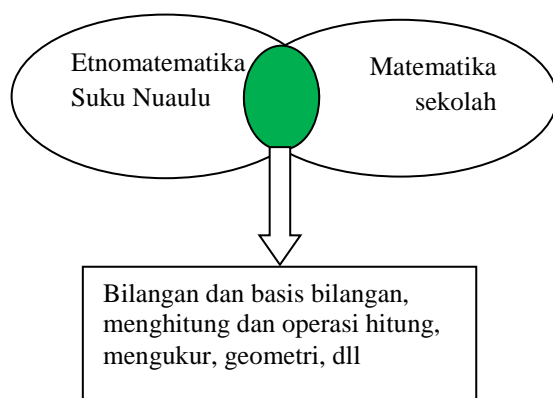 Etnomatematika
Suku Nuaulu
Matematika
sekolah
Bilangan dan basis bilangan,
menghitung dan operasi hitung,
mengukur, geometri, dll